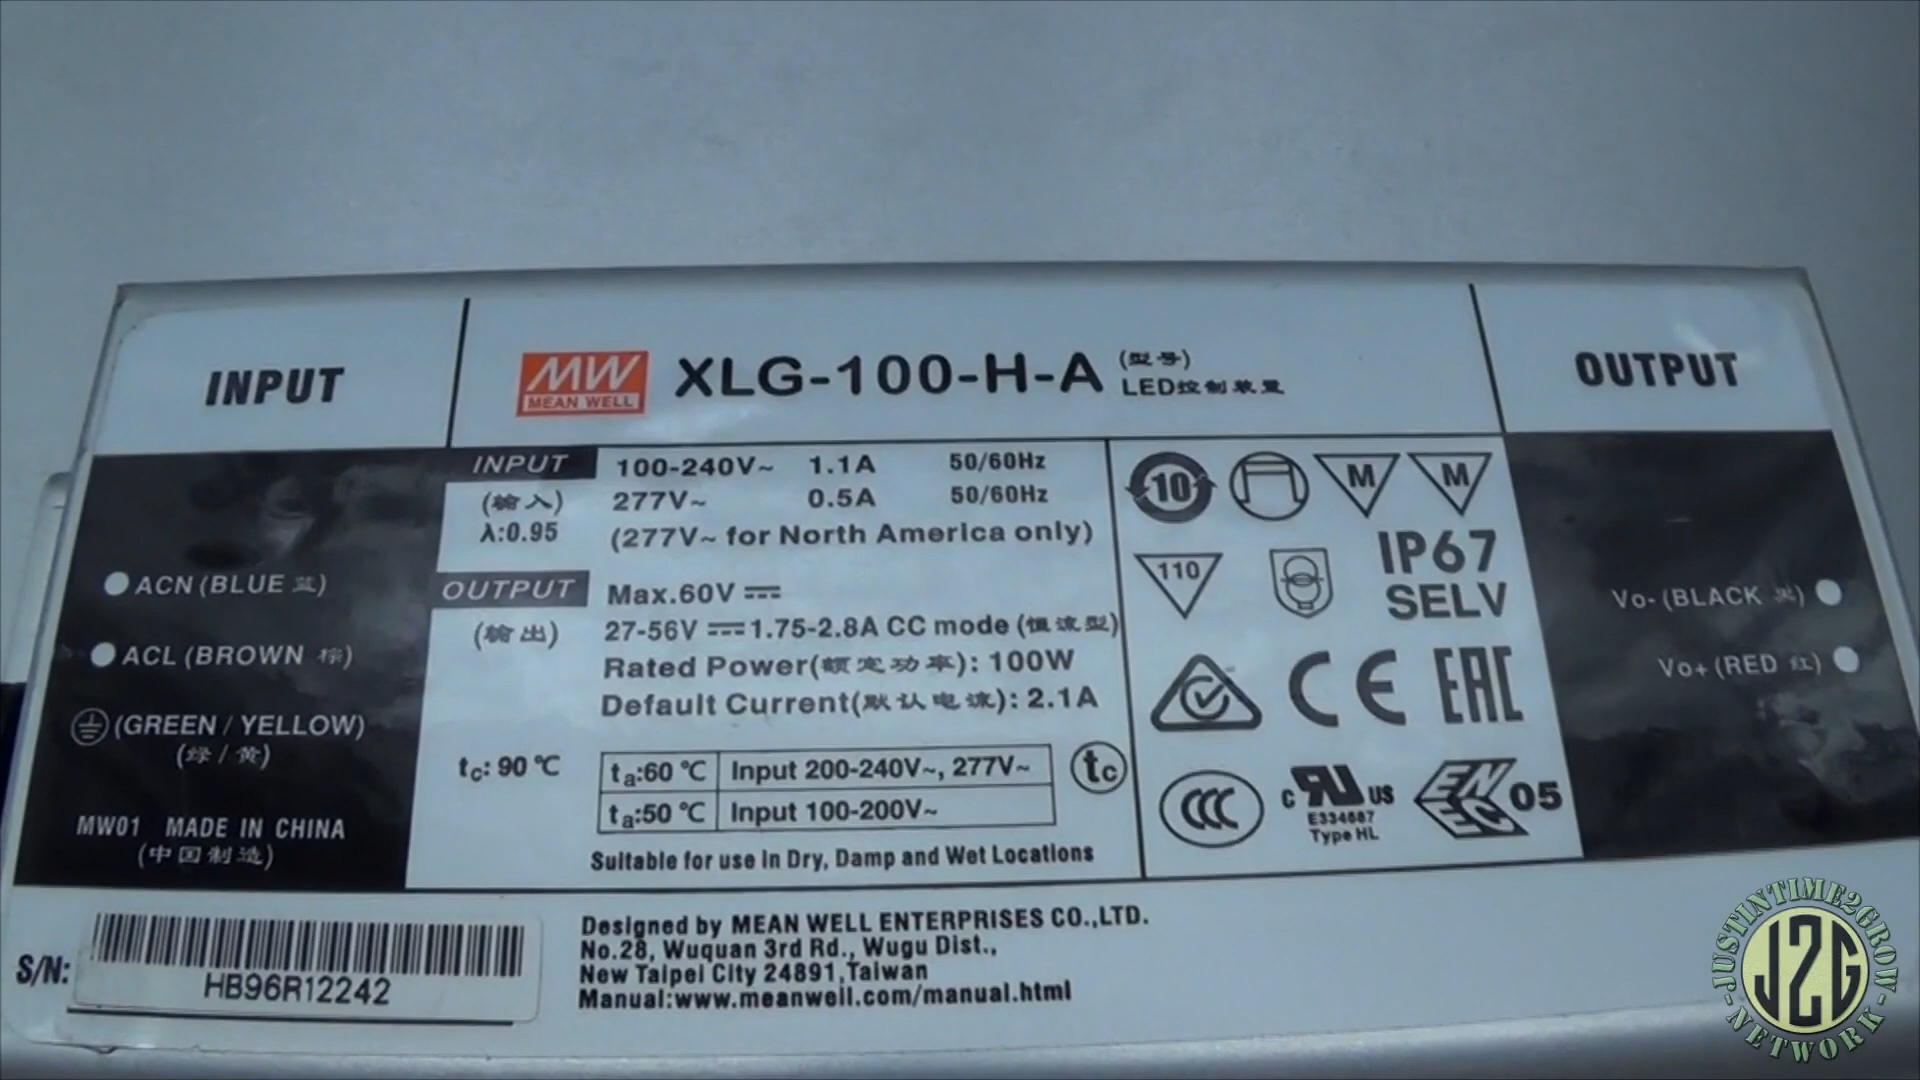 INPUT
MW
MEAN WELL
XLG-100-H-A
(型号)
LED控制装置
OUTPUT
INPUT
(输入)
λ:0.95
100-240V~ 1.1A 50/60Hz
277V~ 0.5A 50/60Hz
(277V~ for North America only)
OUTPUT
(输出)
Max.60V
27-56V 1.75-2.8A CC mode (恒流型)
Rated Power(额定功率): 100W
Default Current(默认电流): 2.1A
tc: 90 ℃
ta:60 ℃ Input 200-240V~, 277V~
ta:50 ℃ Input 100-200V~
tc
Suitable for use in Dry, Damp and Wet Locations
ACN (BLUE 蓝)
ACL (BROWN 棕)
(GREEN / YELLOW)
(绿 / 黄)
MW01 MADE IN CHINA
(中国制造)
10
M
M
110
IP67
SELV
CE
EAC
CCC
c RU US
E334687
Type HL
ENEC 05
Vo- (BLACK 黑)
Vo+ (RED 红)
S/N:
HB96R12242
Designed by MEAN WELL ENTERPRISES CO.,LTD.
No.28, Wuquan 3rd Rd., Wugu Dist.,
New Taipei City 24891,Taiwan
Manual:www.meanwell.com/manual.html
JUSTINTIME2GROW
J2G
-NETWORK-